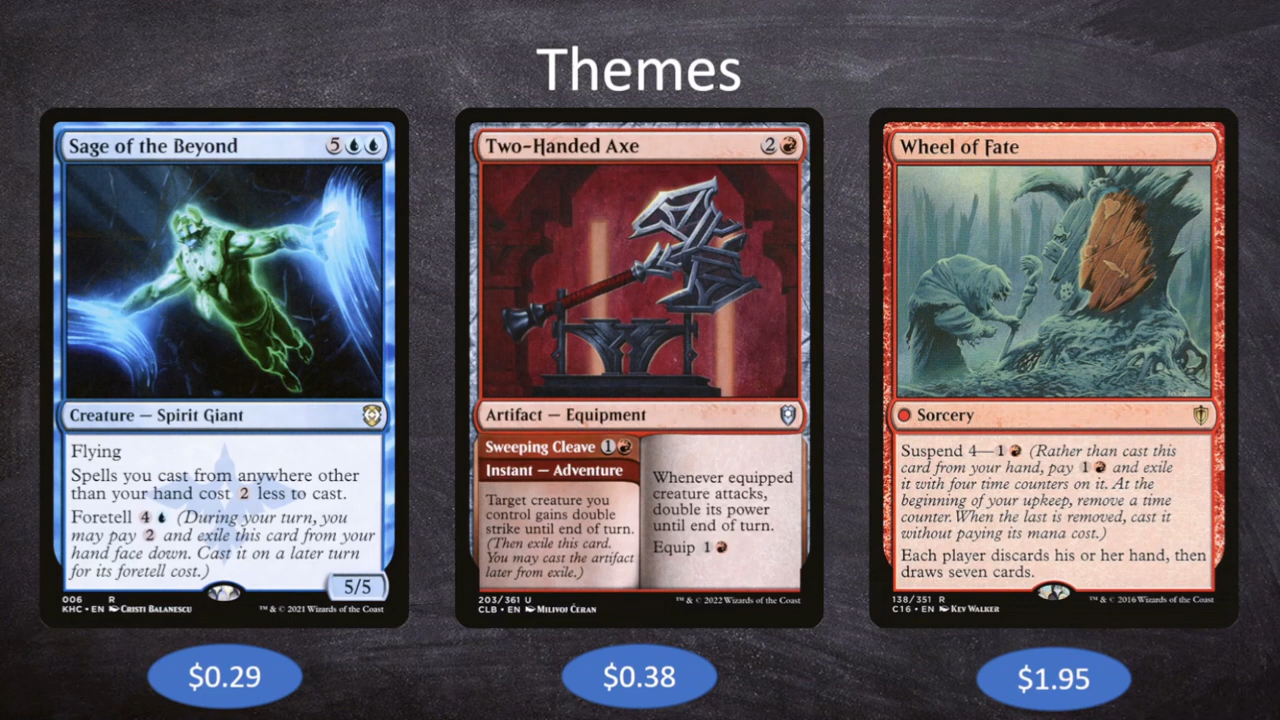 Themes
Sage of the Beyond 5
Creature — Spirit Giant
Flying
Spells you cast from anywhere other
than your hand cost 2 less to cast.
Foretell 4 (During your turn, you
may pay 2 and exile this card from your
hand face down. Cast it on a later turn
for its foretell cost.)
5/5
006 R
KHC • EN Cristi Balanescu
™ & © 2021 Wizards of the Coast
$0.29
Two-Handed Axe 2
Artifact — Equipment
Sweeping Cleave 1
Instant — Adventure
Target creature you
control gains double
strike until end of turn.
(Then exile this card.
You may cast the artifact
later from exile.)
Whenever equipped
creature attacks,
double its power
until end of turn.
Equip 1
203/361 U
CLB • EN Milivoj Ćeran
™ & © 2022 Wizards of the Coast
$0.38
Wheel of Fate
Sorcery
Suspend 4—1 (Rather than cast this
card from your hand, pay 1 and exile
it with four time counters on it. At the
beginning of your upkeep, remove a time
counter. When the last is removed, cast it
without paying its mana cost.)
Each player discards his or her hand, then
draws seven cards.
138/351 R
C16 • EN Kev Walker
™ & © 2016 Wizards of the Coast
$1.95